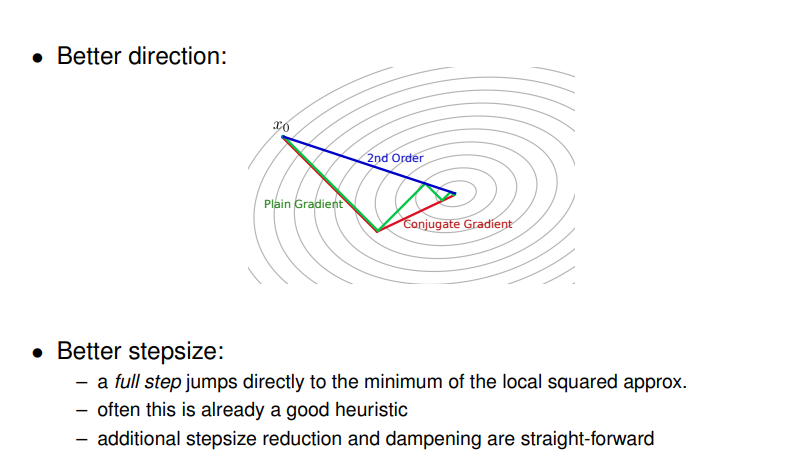 • Better direction:
x0
2nd Order
Plain Gradient
Conjugate Gradient
• Better stepsize:
– a full step jumps directly to the minimum of the local squared approx.
– often this is already a good heuristic
– additional stepsize reduction and dampening are straight-forward